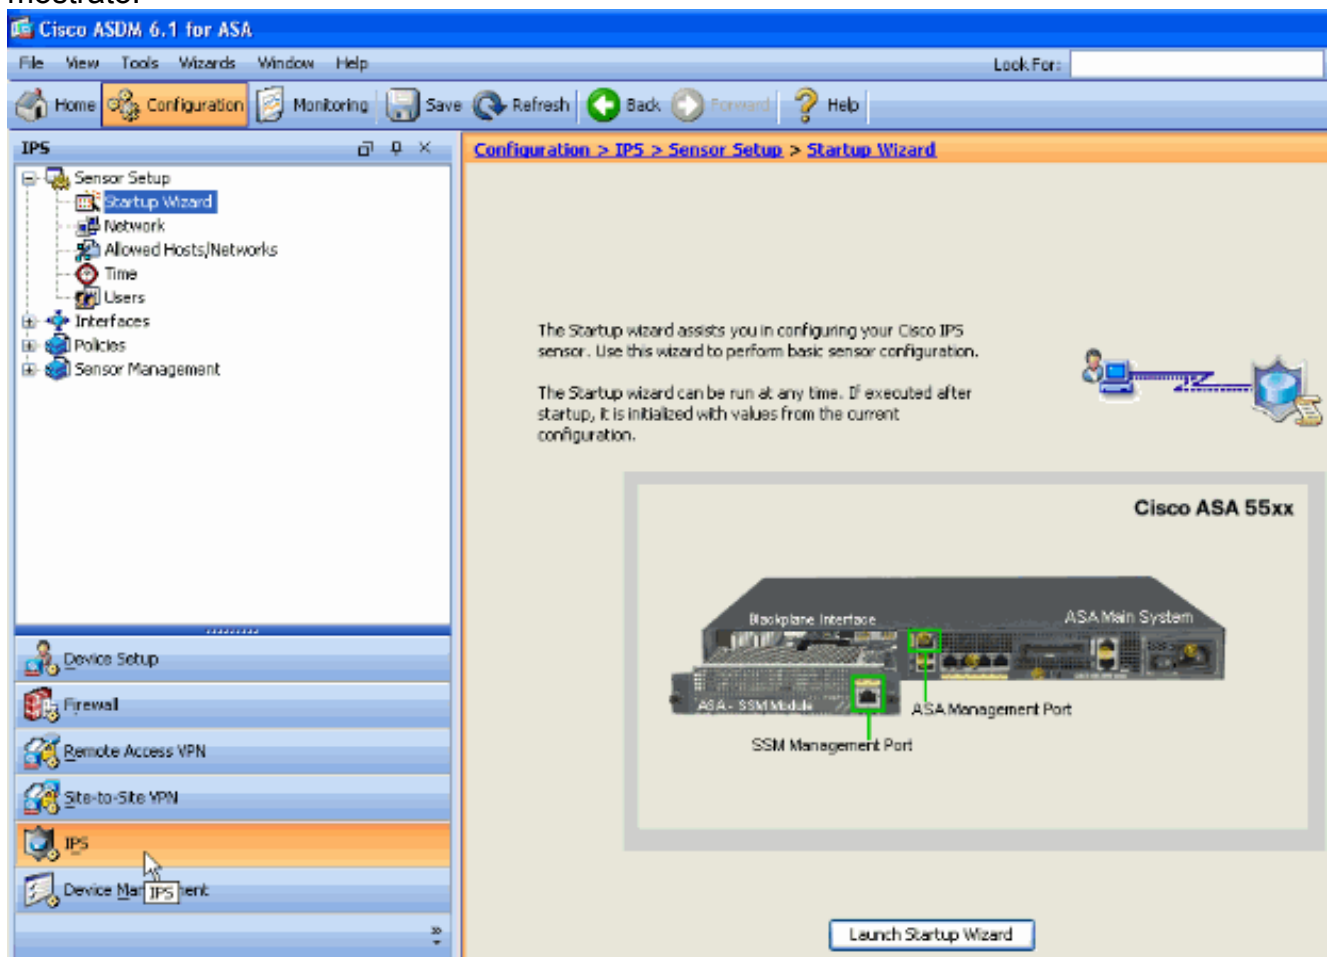 mostrato.
Cisco ASDM 6.1 for ASA
File View Tools Wizards Window Help Look For:
Home Configuration Monitoring Save Refresh Back Forward Help
IPS
Configuration > IPS > Sensor Setup > Startup Wizard
Sensor Setup
Startup Wizard
Network
Allowed Hosts/Networks
Time
Users
Interfaces
Policies
Sensor Management
The Startup wizard assists you in configuring your Cisco IPS
sensor. Use this wizard to perform basic sensor configuration.
The Startup wizard can be run at any time. If executed after
startup, it is initialized with values from the current
configuration.
Cisco ASA 55xx
Blackplane Interface
ASA Main System
ASA - SSM Module
ASA Management Port
SSM Management Port
Device Setup
Firewall
Remote Access VPN
Site-to-Site VPN
IPS
Device Man ment
IPS
Launch Startup Wizard